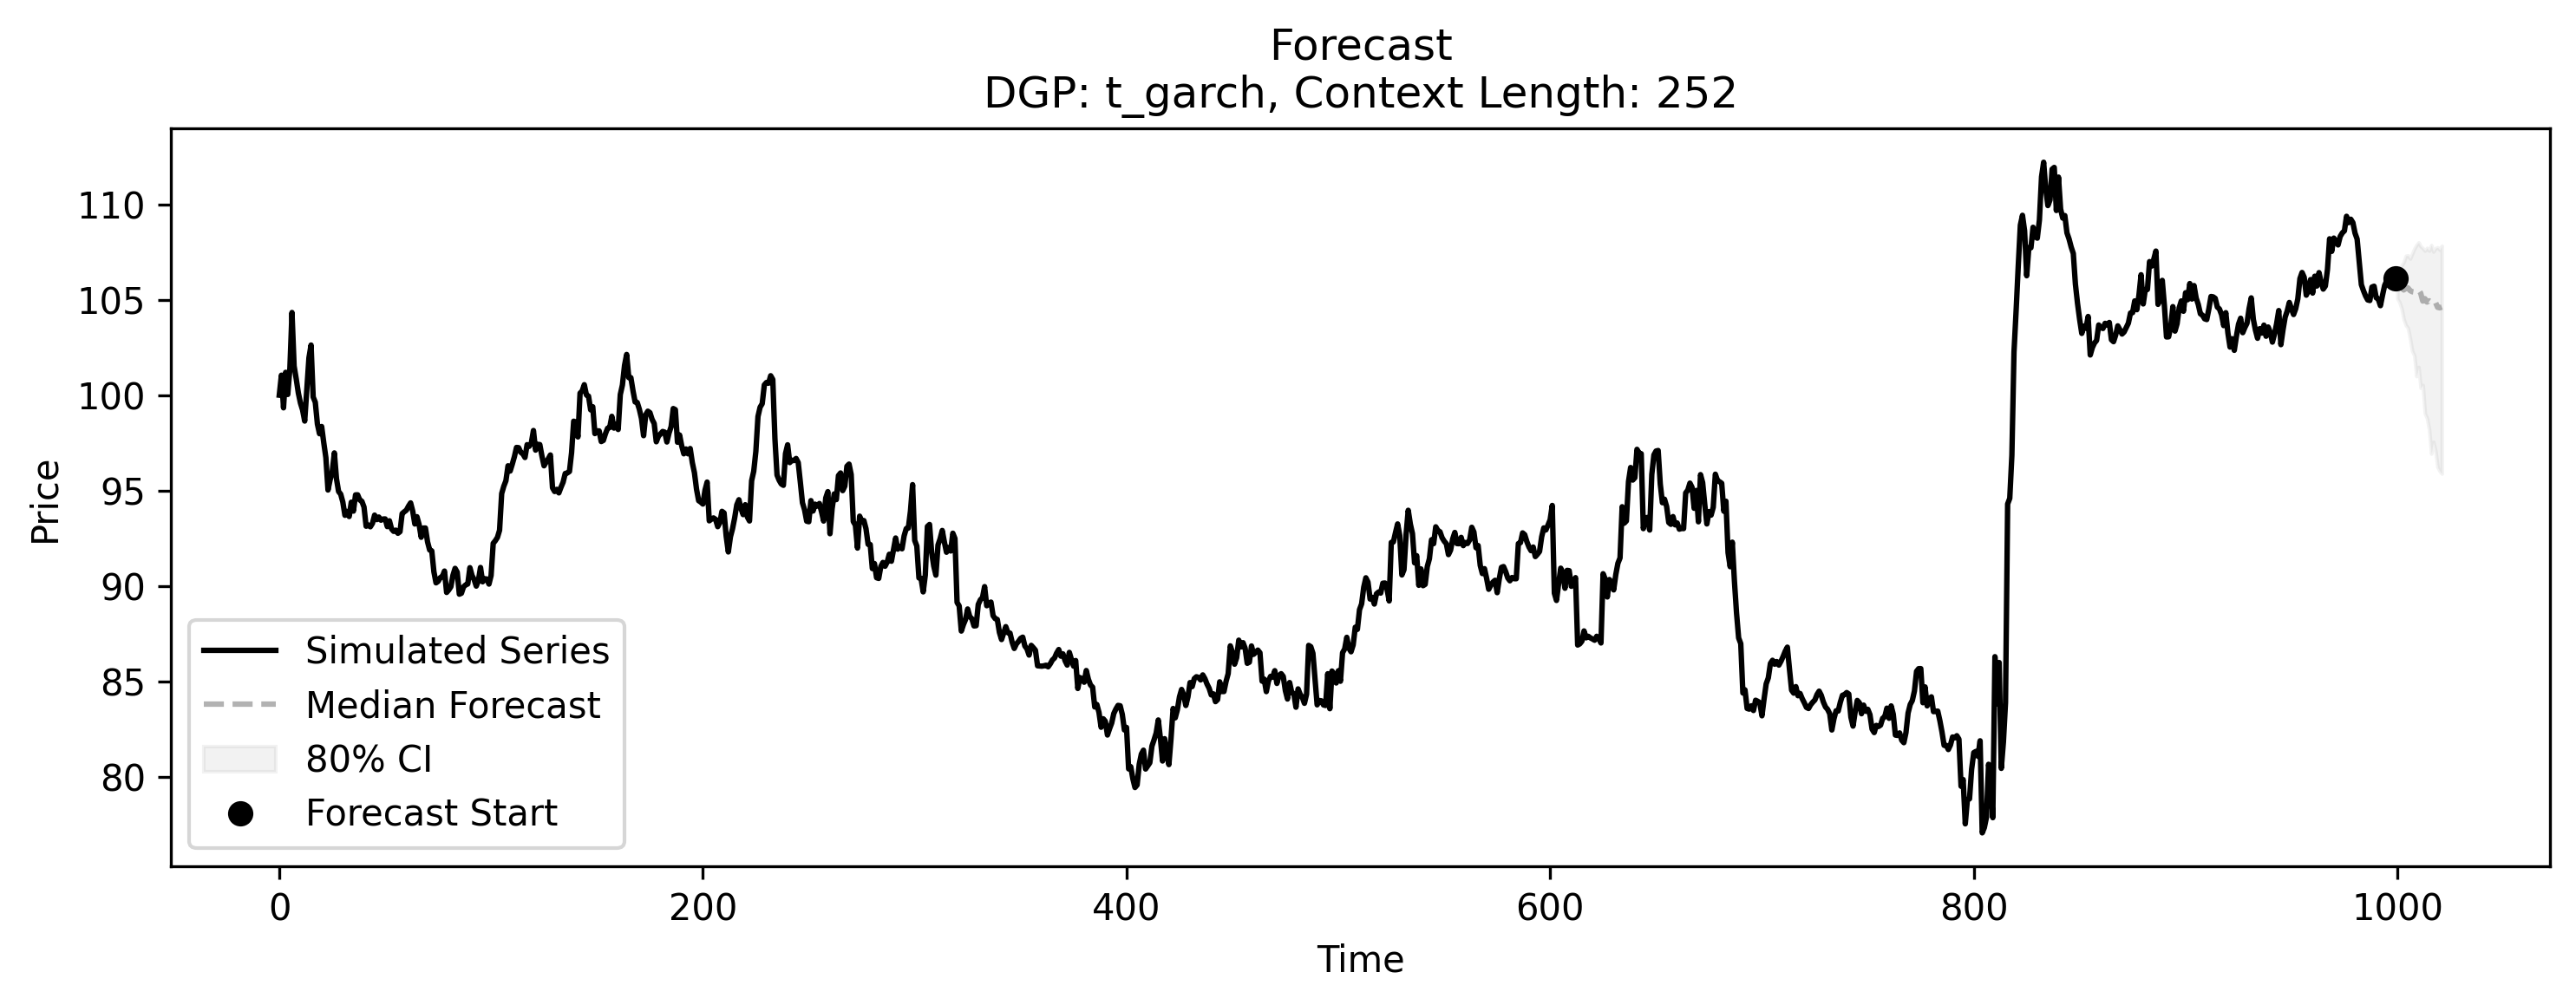 Forecast
DGP: t_garch, Context Length: 252
Price
110
105
100
95
90
85
80
Simulated Series
Median Forecast
80% CI
Forecast Start
0
200
400
600
800
1000
Time